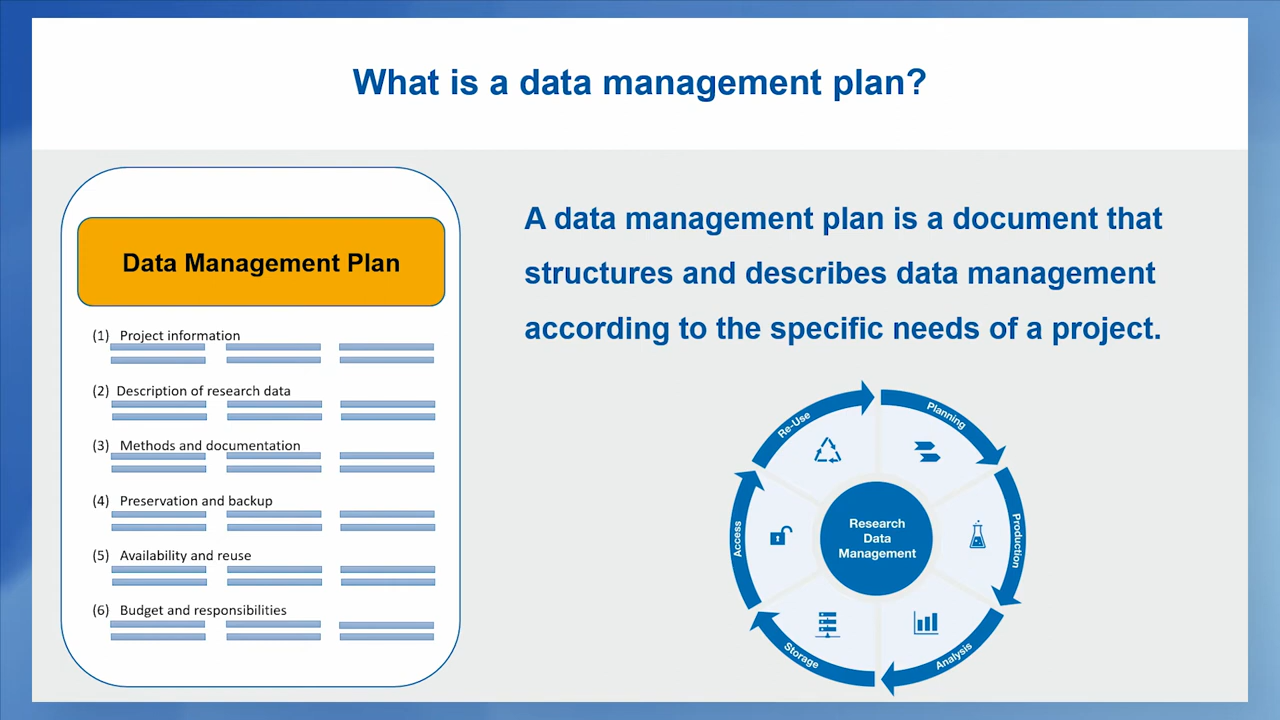 What is a data management plan?
Data Management Plan
(1) Project information
(2) Description of research data
(3) Methods and documentation
(4) Preservation and backup
(5) Availability and reuse
(6) Budget and responsibilities
A data management plan is a document that
structures and describes data management
according to the specific needs of a project.
Re-Use
Planning
Production
Analysis
Storage
Access
Research
Data
Management